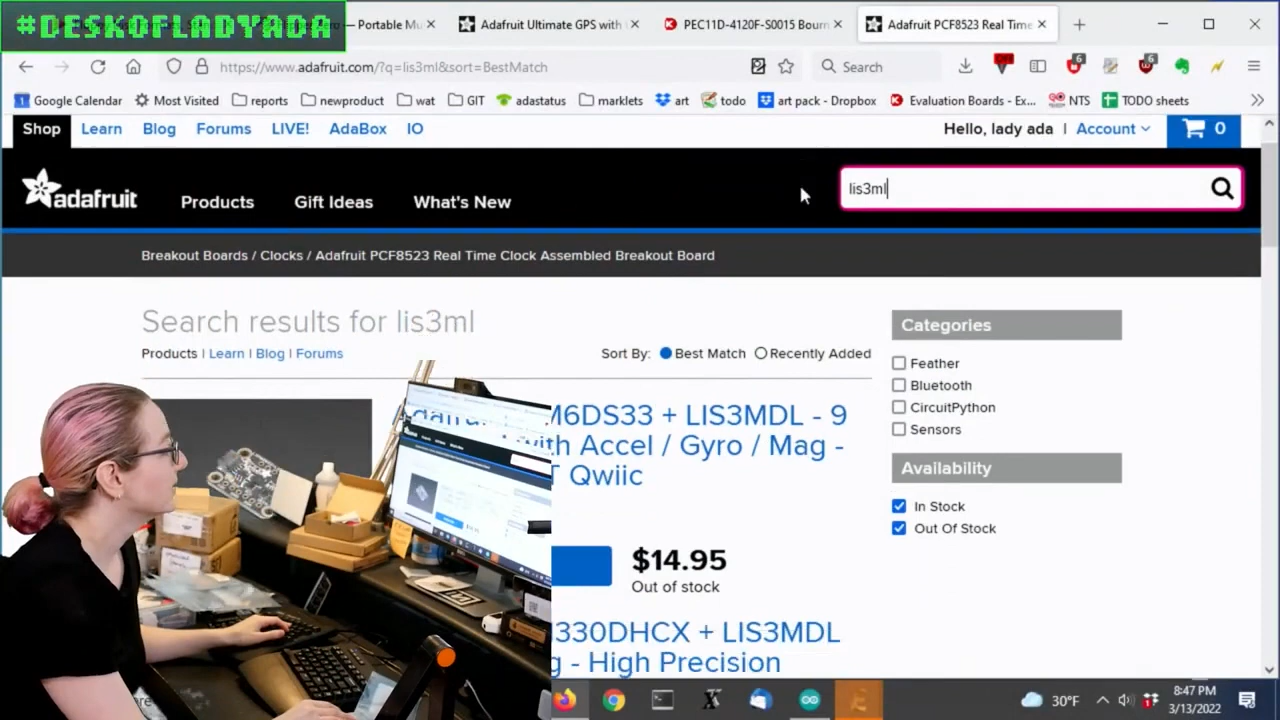 #DESKOFLADYADA
— Portable Mu
Adafruit Ultimate GPS with
PEC11D-4120F-S0015 Bourn
Adafruit PCF8523 Real Time
https://www.adafruit.com/?q=lis3ml&sort=BestMatch
Search
OFF
6
6
Google Calendar
Most Visited
reports
newproduct
wat
GIT
adastatus
marklets
art
todo
art pack - Dropbox
Evaluation Boards - Ex...
NTS
TODO sheets
Shop
Learn
Blog
Forums
LIVE!
AdaBox
IO
Hello, lady ada | Account
0
adafruit
Products
Gift Ideas
What's New
lis3ml
Breakout Boards / Clocks / Adafruit PCF8523 Real Time Clock Assembled Breakout Board
Search results for lis3ml
Products | Learn | Blog | Forums
Sort By: Best Match Recently Added
Categories
Feather
Bluetooth
CircuitPython
Sensors
Availability
In Stock
Out Of Stock
M6DS33 + LIS3MDL - 9
with Accel / Gyro / Mag -
T Qwiic
$14.95
Out of stock
330DHCX + LIS3MDL
g - High Precision
30°F
8:47 PM
3/13/2022